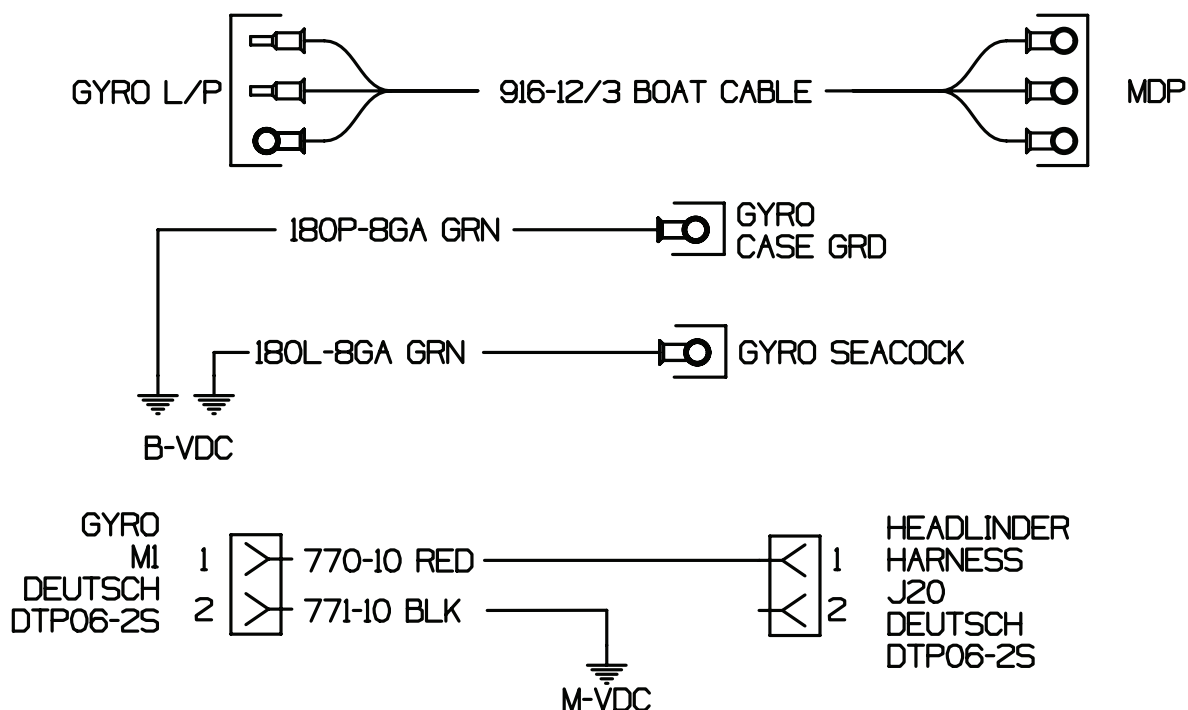 GYRO L/P
916-12/3 BOAT CABLE
MDP
180P-8GA GRN
GYRO
CASE GRD
180L-8GA GRN
GYRO SEACOCK
B-VDC
GYRO
M1
DEUTSCH
DTP06-2S
1
2
770-10 RED
771-10 BLK
M-VDC
1
2
HEADLINDER
HARNESS
J20
DEUTSCH
DTP06-2S